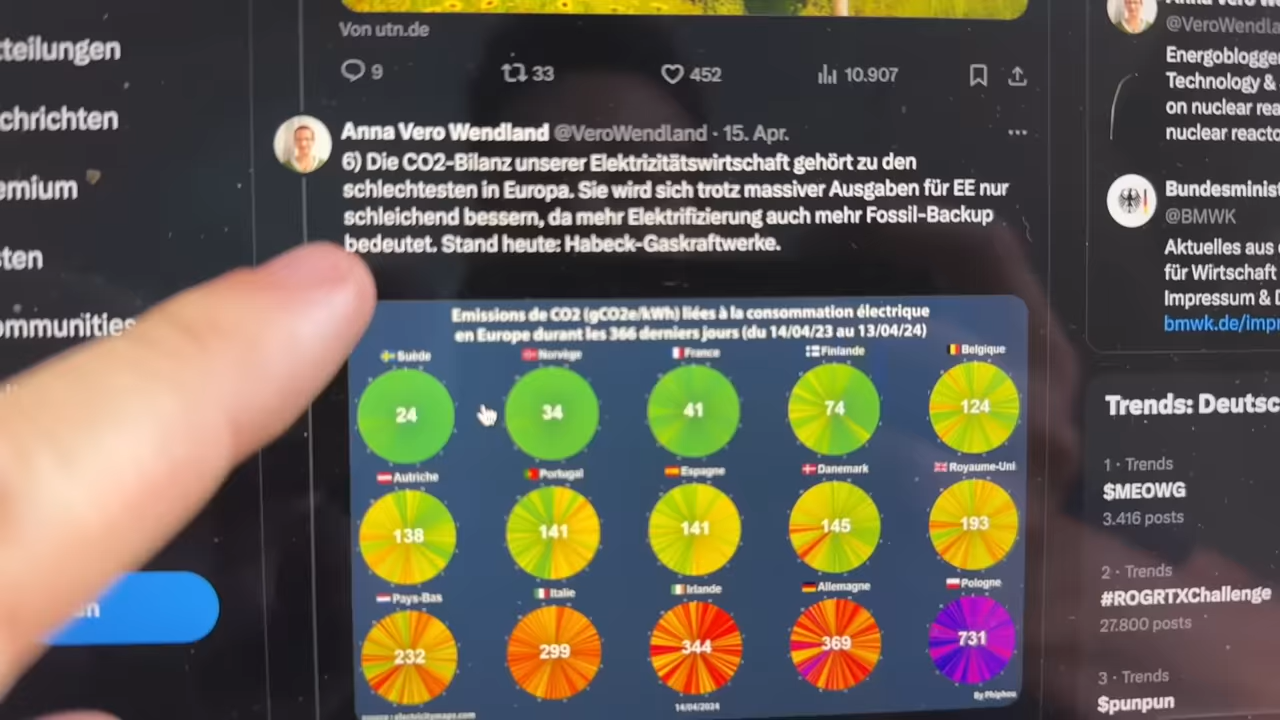 tteilungen
chrichten
emium
sten
ommunities
Von utn.de
9
33
452
10.907
Anna Vero Wendland @VeroWendland · 15. Apr.
6) Die CO2-Bilanz unserer Elektrizitätswirtschaft gehört zu den
schlechtesten in Europa. Sie wird sich trotz massiver Ausgaben für EE nur
schleichend bessern, da mehr Elektrifizierung auch mehr Fossil-Backup
bedeutet. Stand heute: Habeck-Gaskraftwerke.
Emissions de CO2 (gCO2e/kWh) liées à la consommation électrique
en Europe durant les 366 derniers jours (du 14/04/23 au 13/04/24)
Suède
Norvège
France
Finlande
Belgique
24
34
41
74
124
Autriche
Portugal
Espagne
Danemark
Royaume-Uni
138
141
141
145
193
Pays-Bas
Italie
Irlande
Allemagne
Pologne
232
299
344
369
731
source : electricitymaps.com
14/04/2024
By Phiphou
@VeroWendla
Energoblogge
Technology &
on nuclear rea
nuclear reacto
Bundesminist
@BMWK
Aktuelles aus
für Wirtschaft
Impressum &
bmwk.de/imp
Trends: Deutsc
1 · Trends
$MEOWG
3.416 posts
2 · Trends
#ROGRTXChallenge
27.800 posts
3 · Trends
$punpun